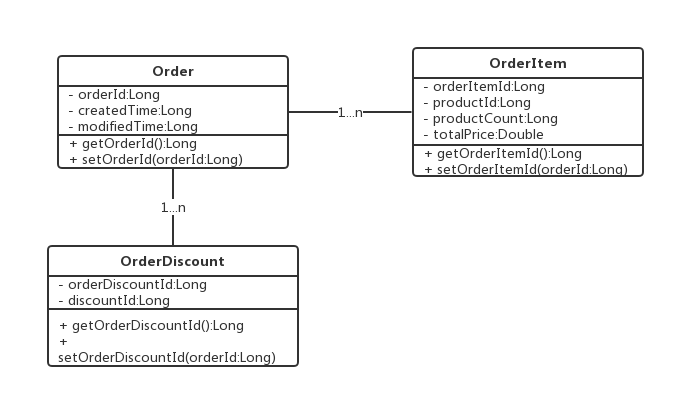 Order
- orderId:Long
- createdTime:Long
- modifiedTime:Long
+ getOrderId():Long
+ setOrderId(orderId:Long)
1...n
OrderItem
- orderItemId:Long
- productId:Long
- productCount:Long
- totalPrice:Double
+ getOrderItemId():Long
+ setOrderItemId(orderId:Long)
1...n
OrderDiscount
- orderDiscountId:Long
- discountId:Long
+ getOrderDiscountId():Long
+
setOrderDiscountId(orderId:Long)